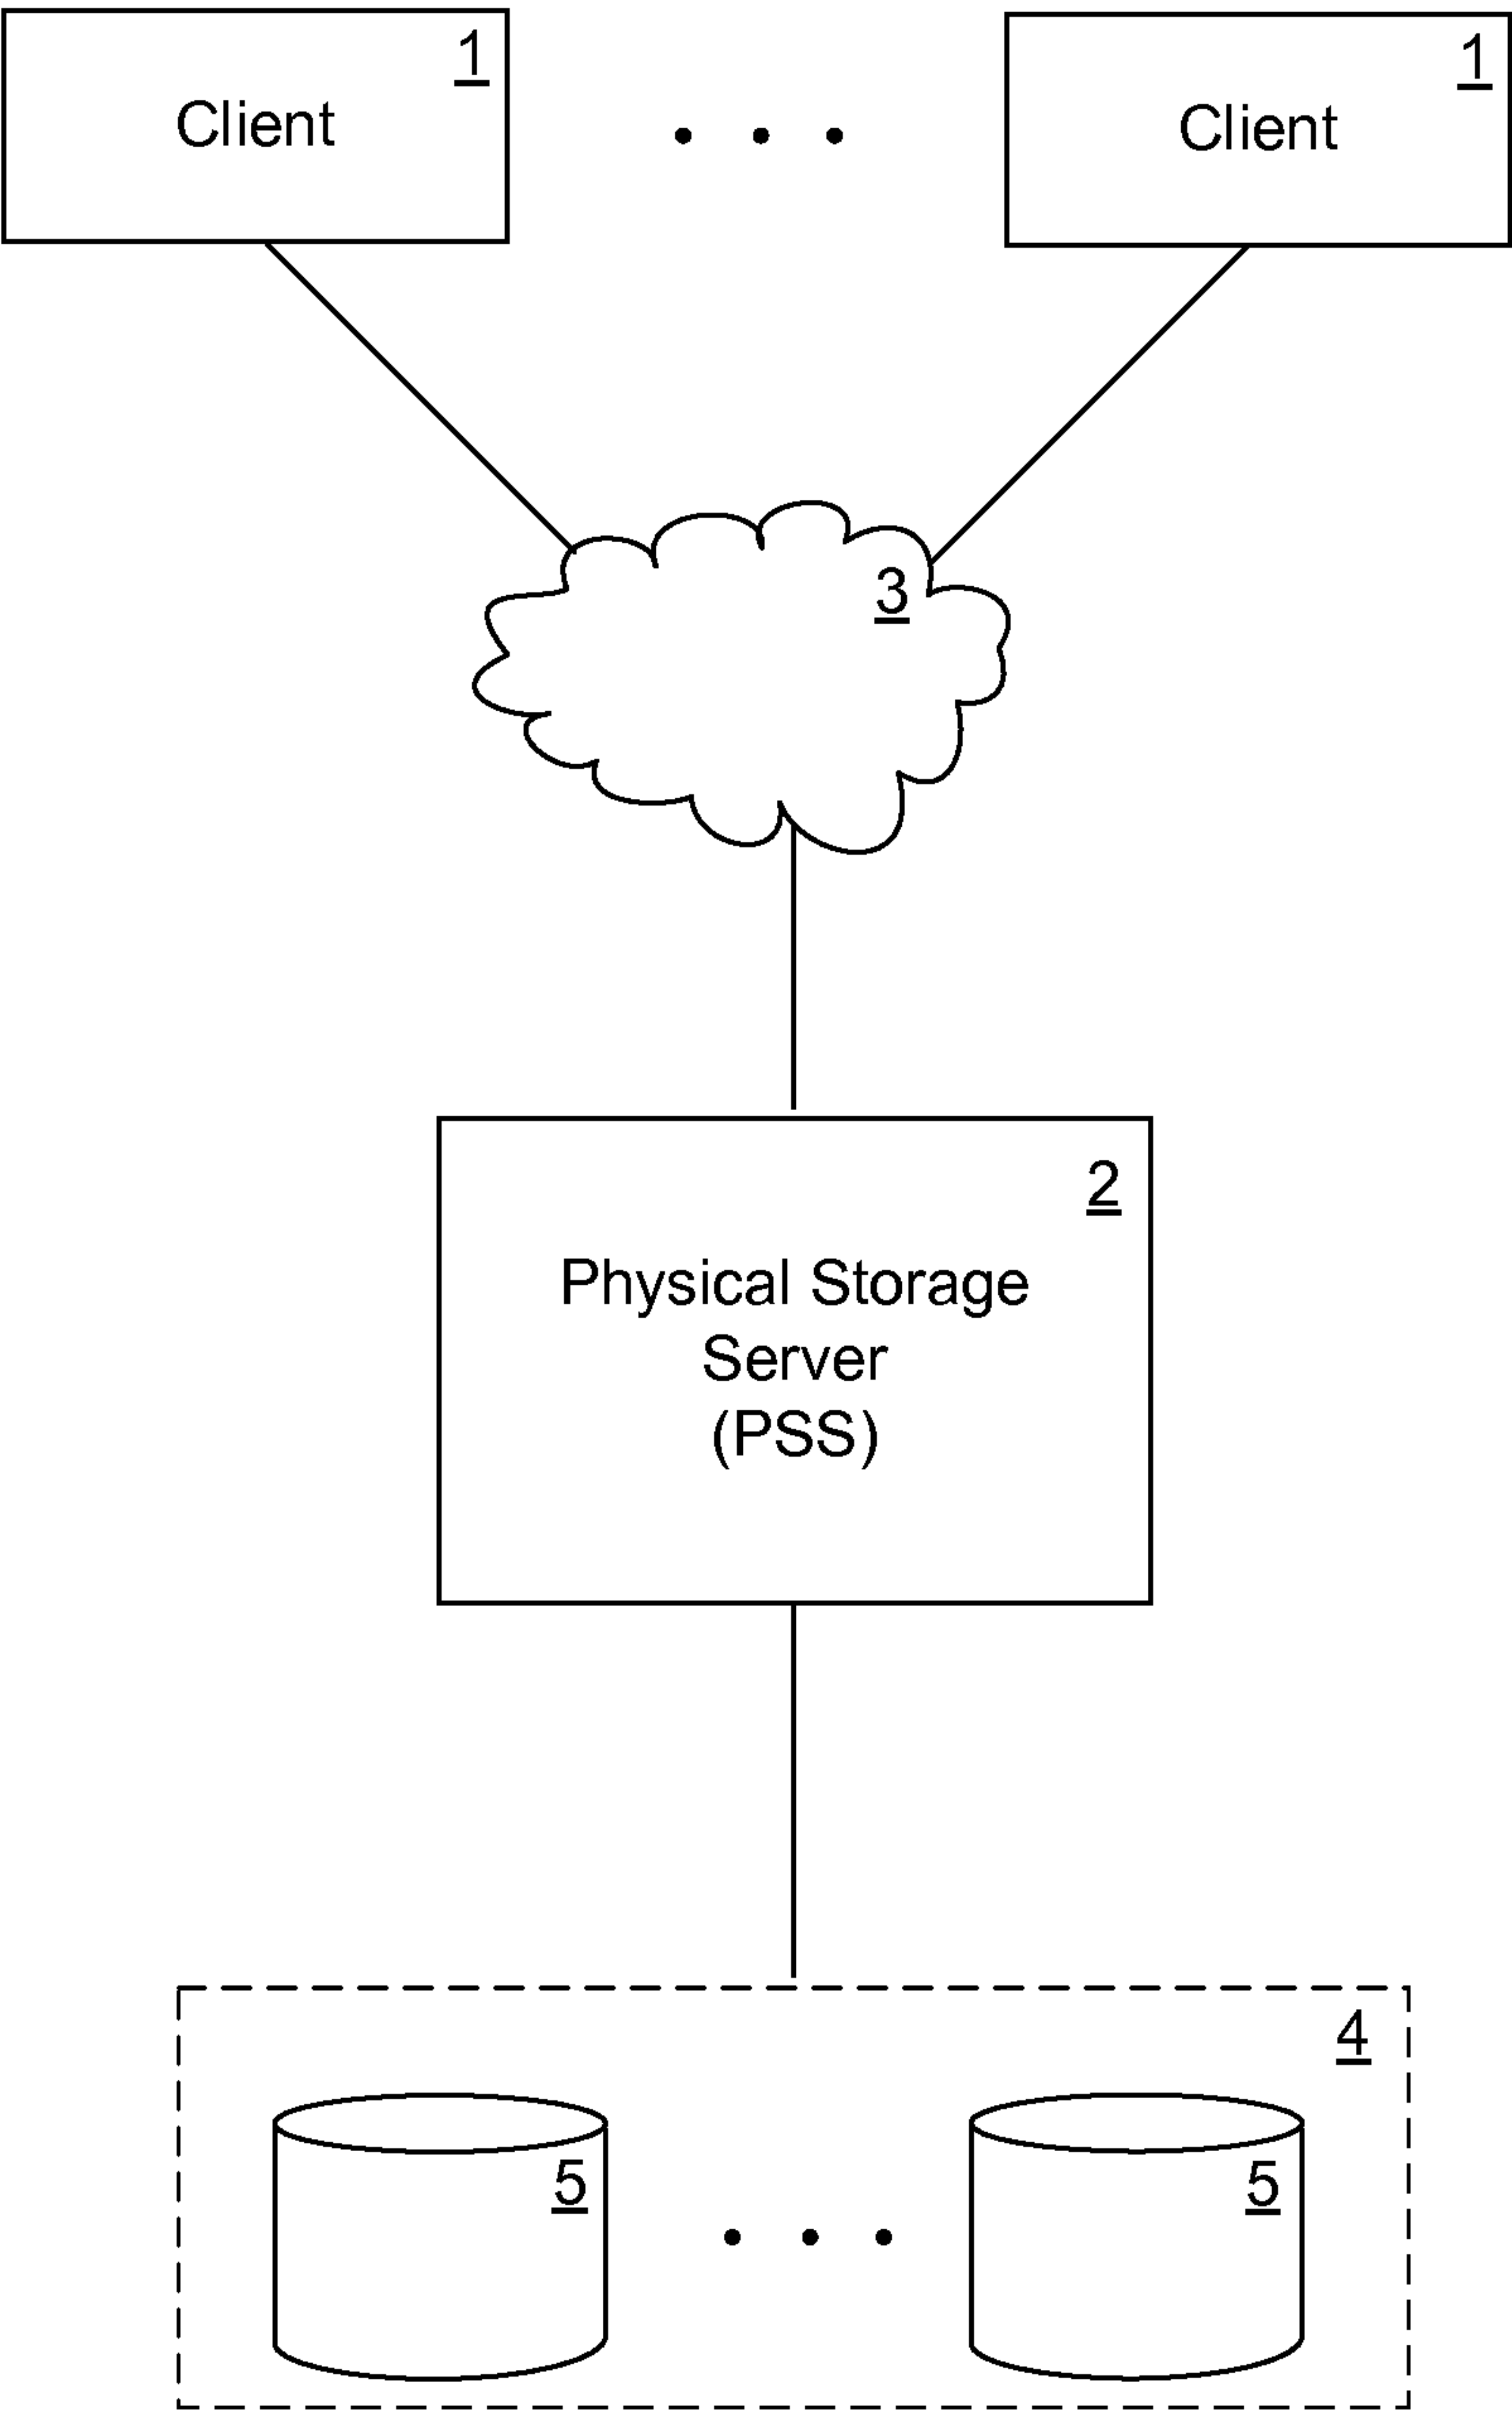 1
Client
1
Client
3
2
Physical Storage
Server
(PSS)
4
5
5